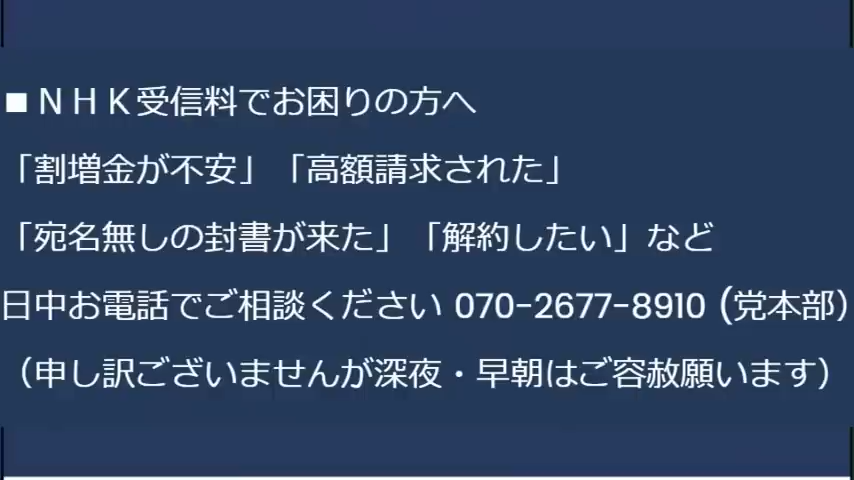 ■ＮＨＫ受信料でお困りの方へ
「割増金が不安」「高額請求された」
「宛名無しの封書が来た」「解約したい」など
日中お電話でご相談ください 070-2677-8910 (党本部)
（申し訳ございませんが深夜・早朝はご容赦願います）